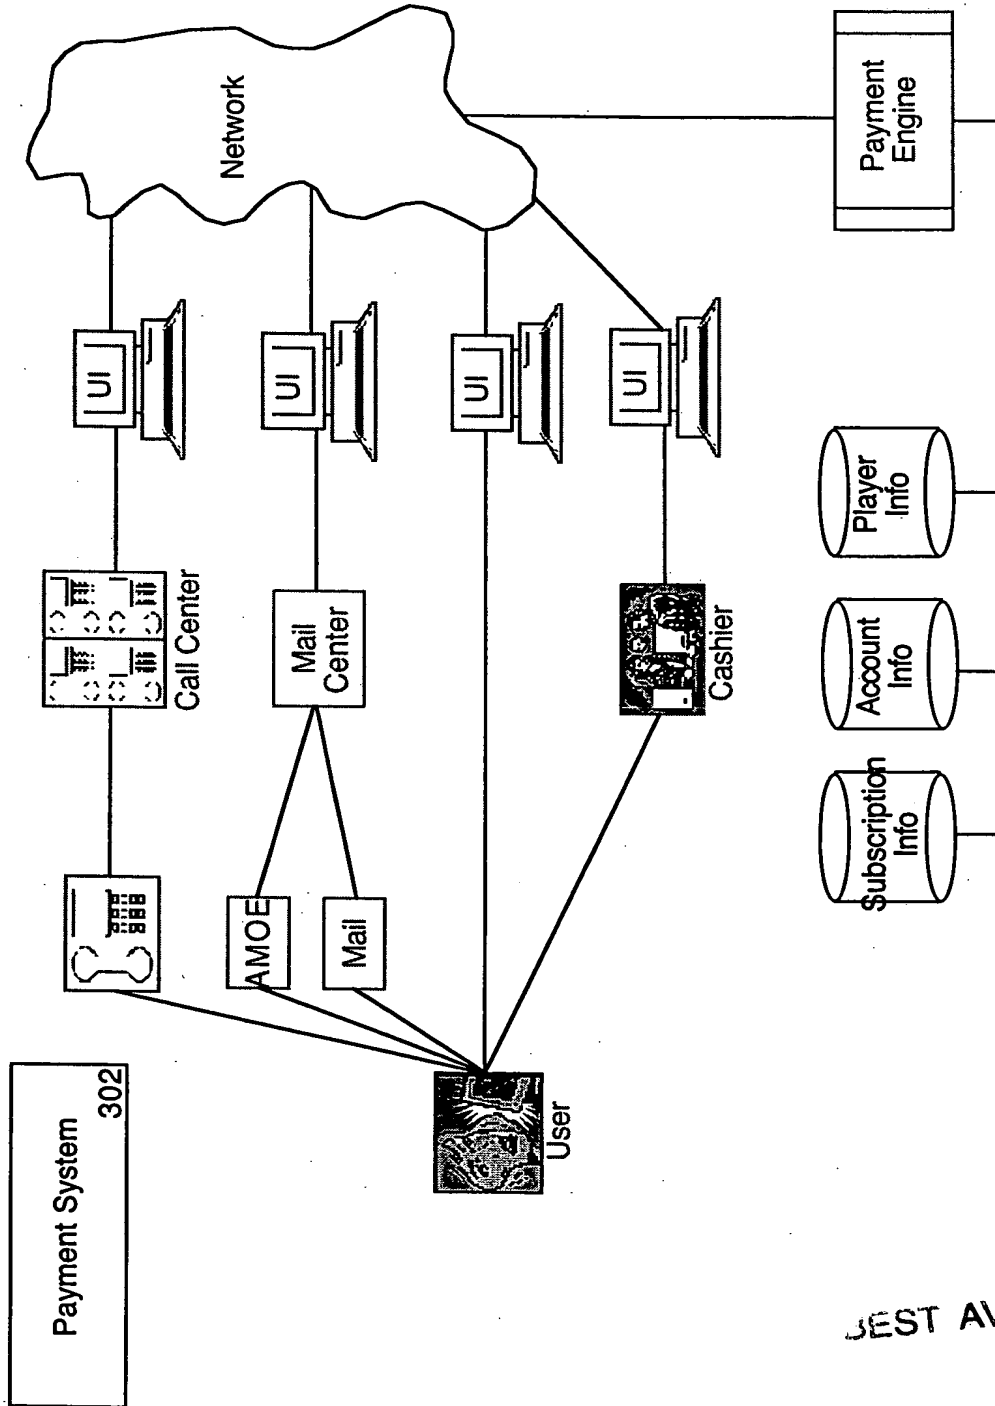 Payment System
302
Call Center
UI
Network
AMOE
Mail
Center
UI
Mail
User
UI
Cashier
UI
Subscription
Info
Account
Info
Player
Info
Payment
Engine
BEST